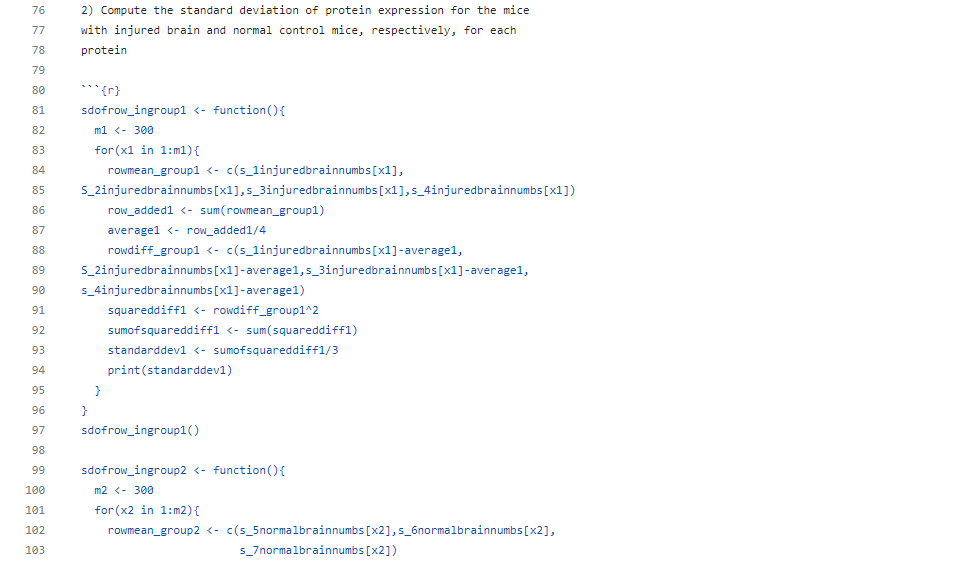 76 2) Compute the standard deviation of protein expression for the mice
77 with injured brain and normal control mice, respectively, for each
78 protein
79
80 ```{r}
81 sdofrow_ingroup1 <- function(){
82   m1 <- 300
83   for(x1 in 1:m1){
84     rowmean_group1 <- c(s_1injuredbrainnumbs[x1],
85 S_2injuredbrainnumbs[x1],s_3injuredbrainnumbs[x1],s_4injuredbrainnumbs[x1])
86     row_added1 <- sum(rowmean_group1)
87     average1 <- row_added1/4
88     rowdiff_group1 <- c(s_1injuredbrainnumbs[x1]-average1,
89 S_2injuredbrainnumbs[x1]-average1,s_3injuredbrainnumbs[x1]-average1,
90 s_4injuredbrainnumbs[x1]-average1)
91     squareddiff1 <- rowdiff_group1^2
92     sumofsquareddiff1 <- sum(squareddiff1)
93     standarddev1 <- sumofsquareddiff1/3
94     print(standarddev1)
95   }
96 }
97 sdofrow_ingroup1()
98
99 sdofrow_ingroup2 <- function(){
100   m2 <- 300
101   for(x2 in 1:m2){
102     rowmean_group2 <- c(s_5normalbrainnumbs[x2],s_6normalbrainnumbs[x2],
103                         s_7normalbrainnumbs[x2])